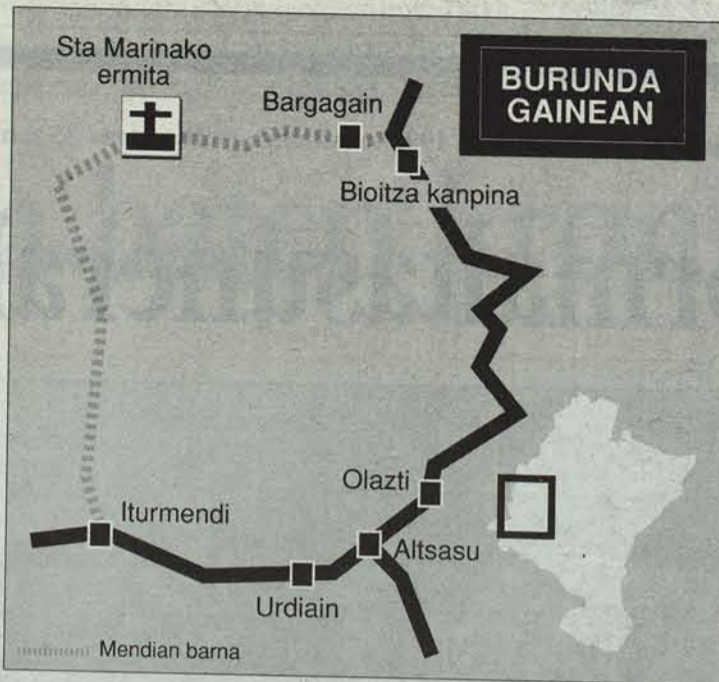 Sta Marinako
ermita
BURUNDA
GAINEAN
Bargagain
Bioitza kanpina
Olazti
Iturmendi
Altsasu
Urdiain
Mendian barna